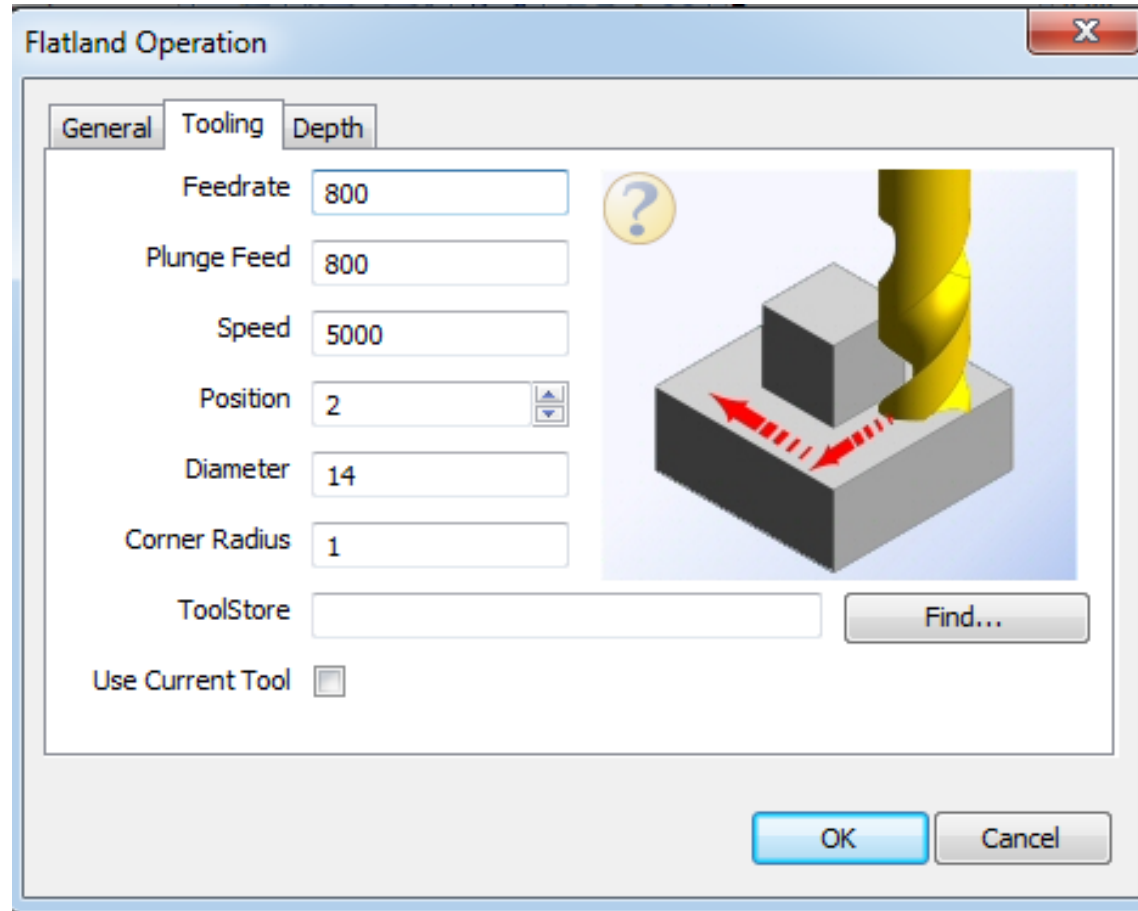 Flatland Operation
General Tooling Depth
Feedrate 800
Plunge Feed 800
Speed 5000
Position 2
Diameter 14
Corner Radius 1
ToolStore Find...
Use Current Tool
OK Cancel